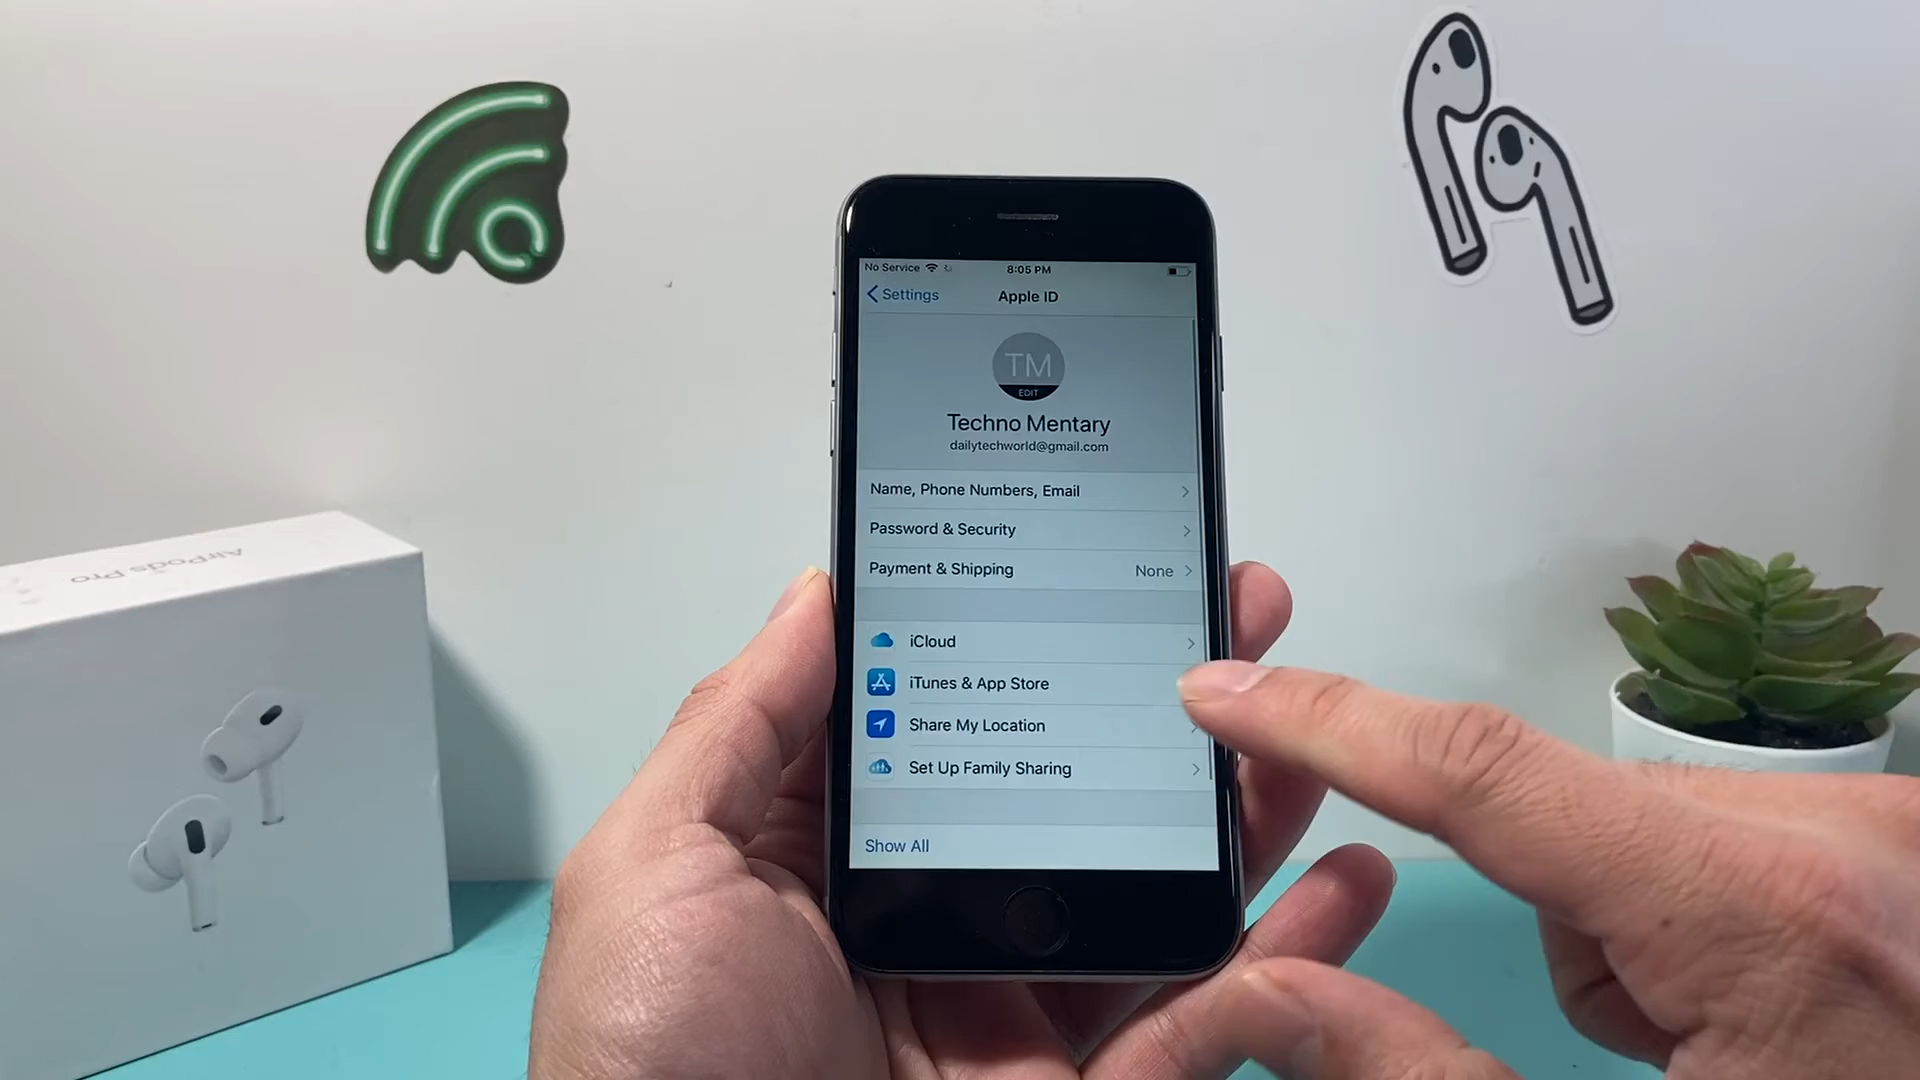 No Service
8:05 PM
Settings
Apple ID
TM
EDIT
Techno Mentary
dailytechworld@gmail.com
Name, Phone Numbers, Email
Password & Security
Payment & Shipping None
iCloud
iTunes & App Store
Share My Location
Set Up Family Sharing
Show All
AirPods Pro